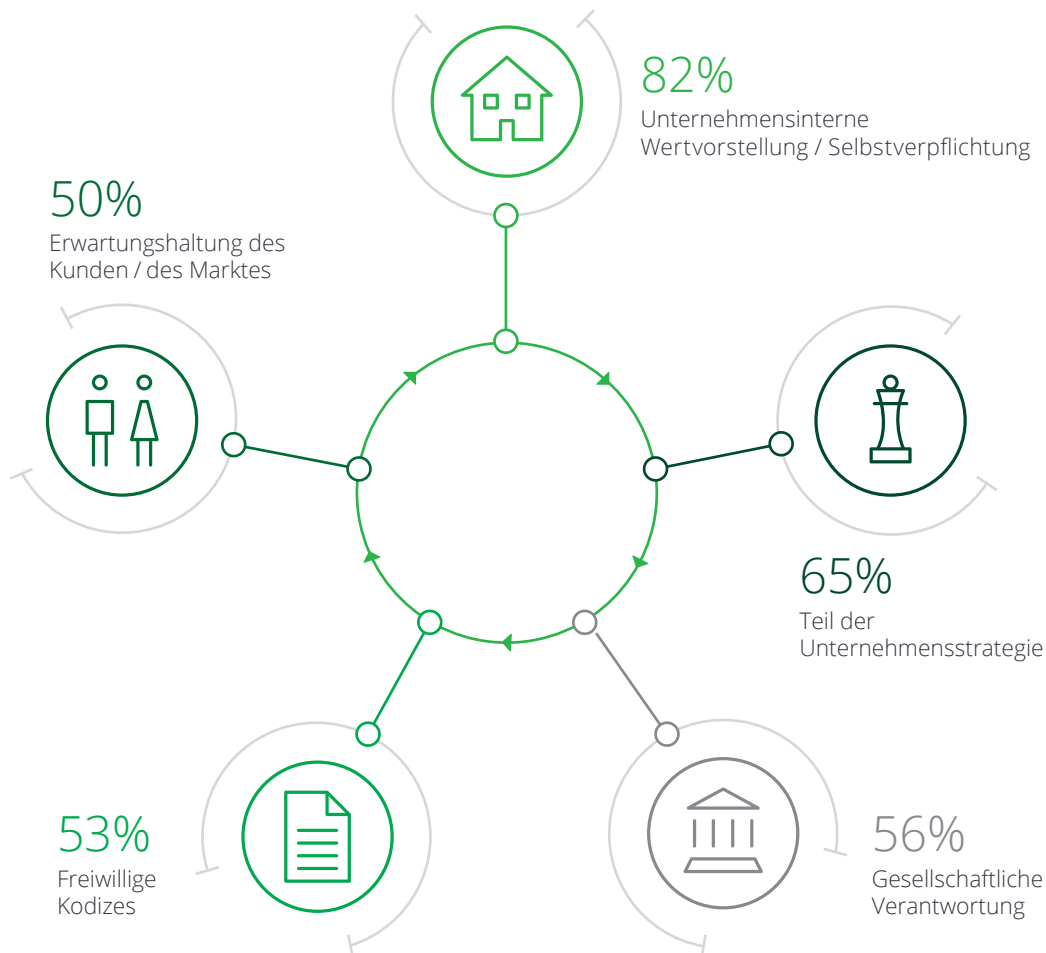 82%
Unternehmensinterne
Wertvorstellung / Selbstverpflichtung
50%
Erwartungshaltung des
Kunden / des Marktes
65%
Teil der
Unternehmensstrategie
53%
Freiwillige
Kodizes
56%
Gesellschaftliche
Verantwortung